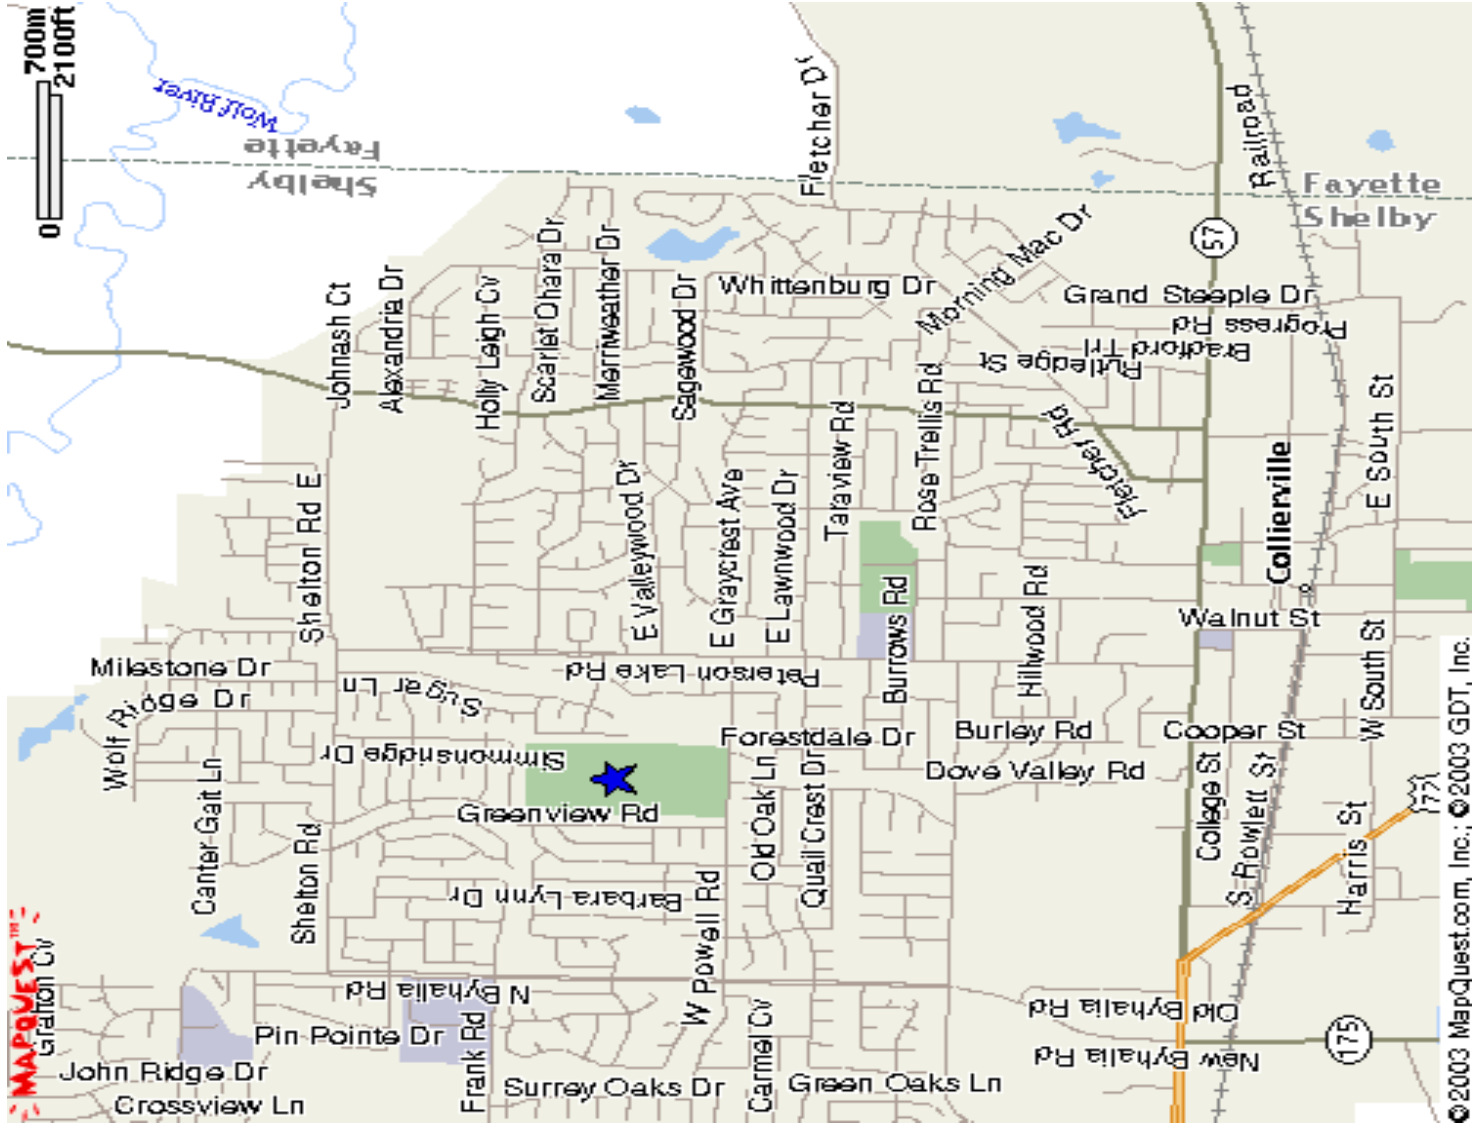 700m
2100ft
0
Wolf River
Fayette
Shelby
Fletcher Dr
Railroad
Fayette
Shelby
57
Johnash Ct
Alexandria Dr
Holly Leigh Cv
Scarlet Ohara Dr
Merriweather Dr
Sagewood Dr
Whittenburg Dr
Morning Mac Dr
Grand Steeple Dr
Progress Rd
Bradford Trl
Rutledge St
Rose Trellis Rd
Tataview Rd
Fletcher Rd
Fletcher Rd
E South St
Collierville
Shelton Rd E
E Valleywood Dr
E Graycrest Ave
E Lawnwood Dr
Burrows Rd
Hillwood Rd
Walnut St
W South St
Milestone Dr
Wolf Ridge Dr
Sugar Ln
Peterson Lake Rd
Simmonsridge Dr
Forestdale Dr
Burley Rd
Cooper St
Dove Valley Rd
Greenview Rd
Canter Gait Ln
Shelton Rd
Old Oak Ln
Quail Crest Dr
College St
S Rowlett St
Harris St
72
Barbara Lynn Dr
W Powell Rd
N Byhalia Rd
Old Byhalia Rd
New Byhalia Rd
175
MAPQUEST™
Grafton Cv
Pin Pointe Dr
John Ridge Dr
Crossview Ln
Frank Rd
Surrey Oaks Dr
Carmel Cv
Green Oaks Ln
©2003 MapQuest.com, Inc.; ©2003 GDT, Inc.